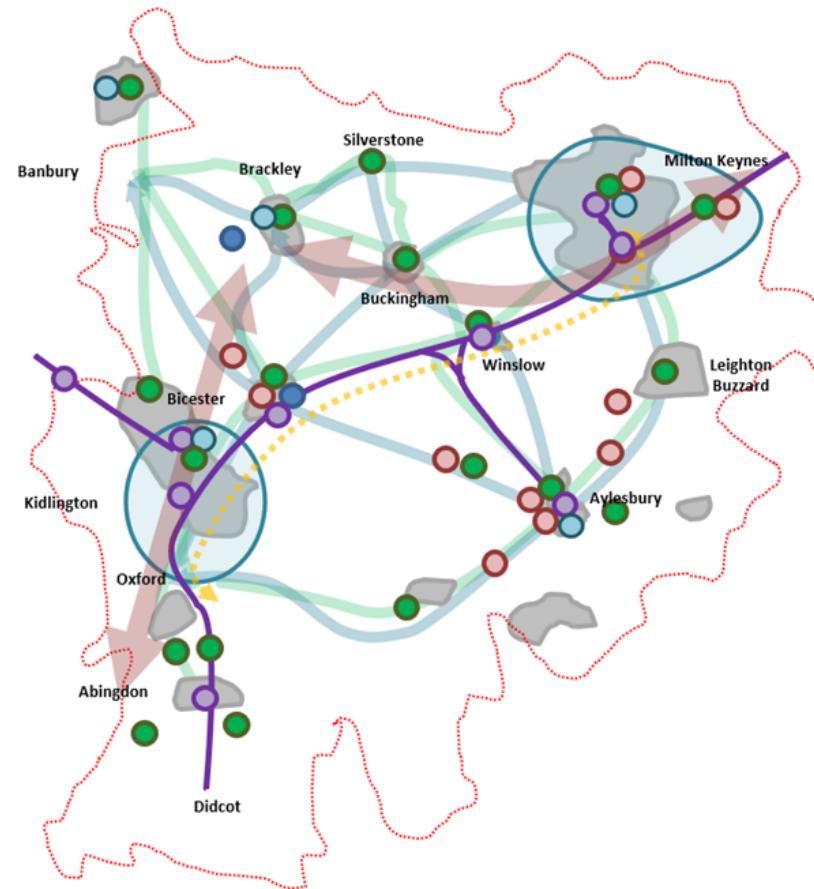 Silverstone
Milton Keynes
Banbury
Brackley
Buckingham
Winslow
Leighton
Buzzard
Bicester
Aylesbury
Kidlington
Oxford
Abingdon
Didcot